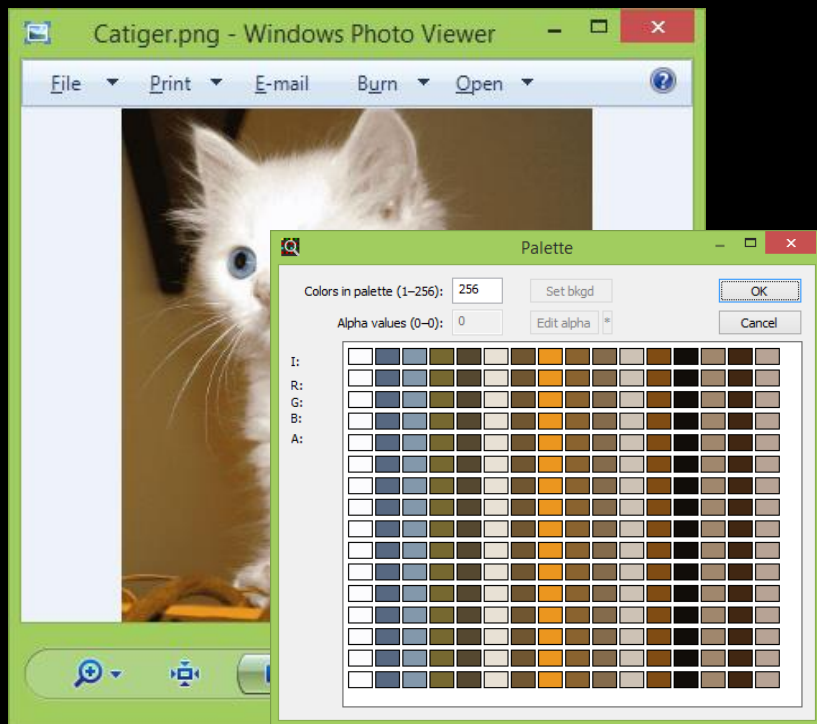 Catiger.png - Windows Photo Viewer
File Print E-mail Burn Open
Palette
Colors in palette (1–256): 256 Set bkgd OK
Alpha values (0–0): 0 Edit alpha * Cancel
I:
R:
G:
B:
A: